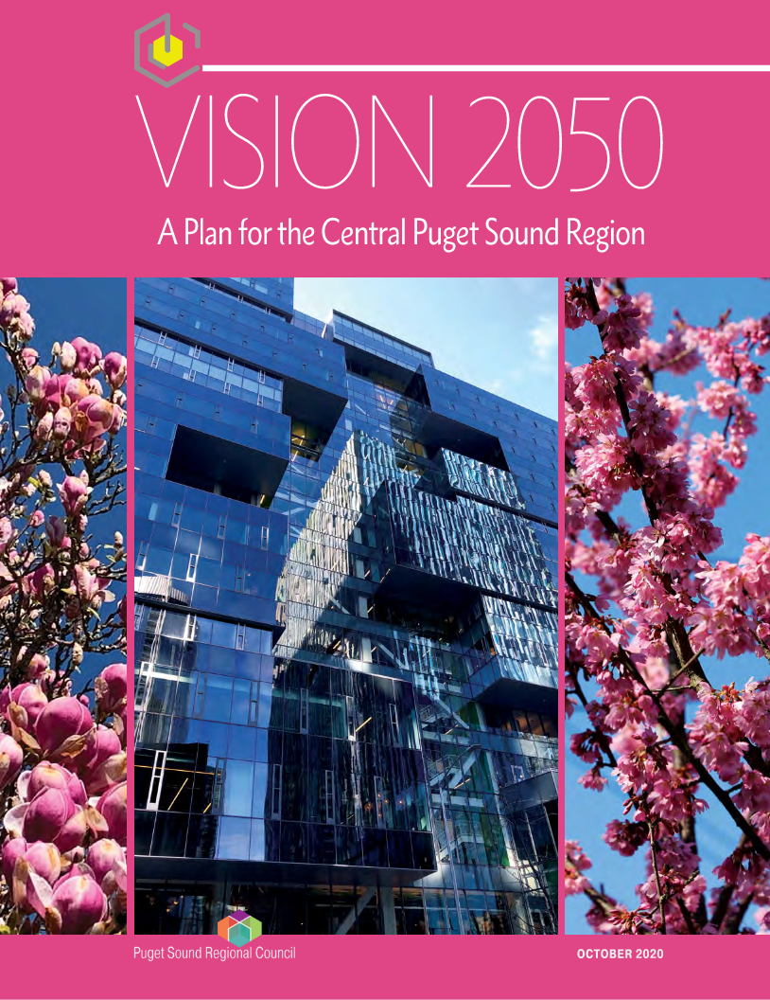 VISION 2050
A Plan for the Central Puget Sound Region
Puget Sound Regional Council
OCTOBER 2020